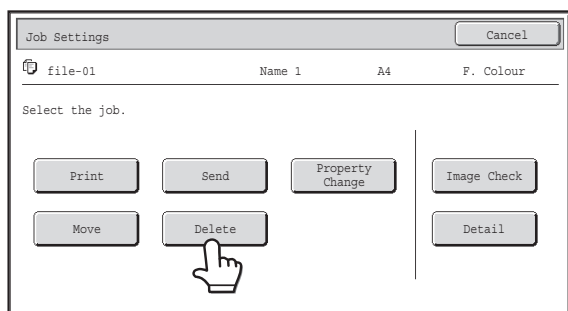 Job Settings
Cancel
file-01 Name 1 A4 F. Colour
Select the job.
Print
Send
Property
Change
Image Check
Move
Delete
Detail